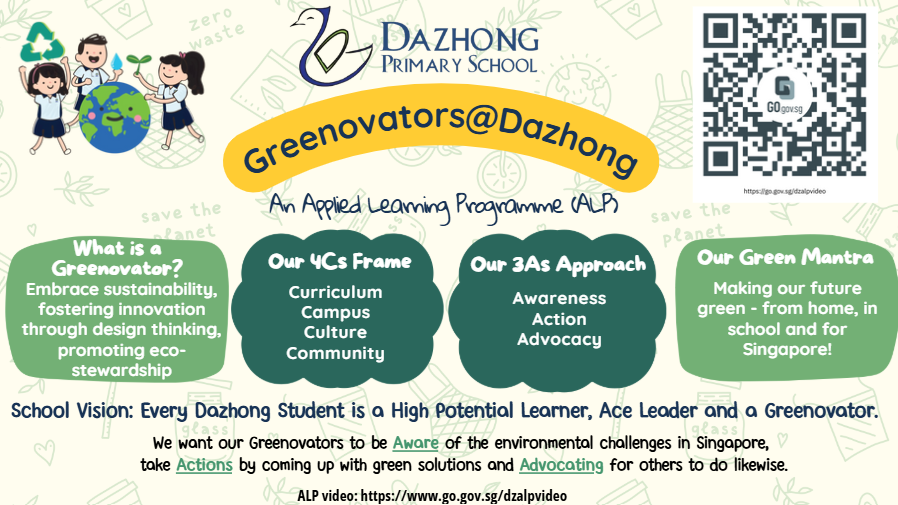 zero
waste
DAZHONG
PRIMARY SCHOOL
GOgov.sg
https://go.gov.sg/dzalpvideo
Greenovators@Dazhong
An Applied Learning Programme (ALP)
save the
planet
save the
planet
What is a
Greenovator?
Embrace sustainability,
fostering innovation
through design thinking,
promoting eco-
stewardship
Our 4Cs Frame
Curriculum
Campus
Culture
Community
Our 3As Approach
Awareness
Action
Advocacy
Our Green Mantra
Making our future
green - from home, in
school and for
Singapore!
School Vision: Every Dazhong Student is a High Potential Learner, Ace Leader and a Greenovator.
glass
glass
We want our Greenovators to be Aware of the environmental challenges in Singapore,
take Actions by coming up with green solutions and Advocating for others to do likewise.
ALP video: https://www.go.gov.sg/dzalpvideo